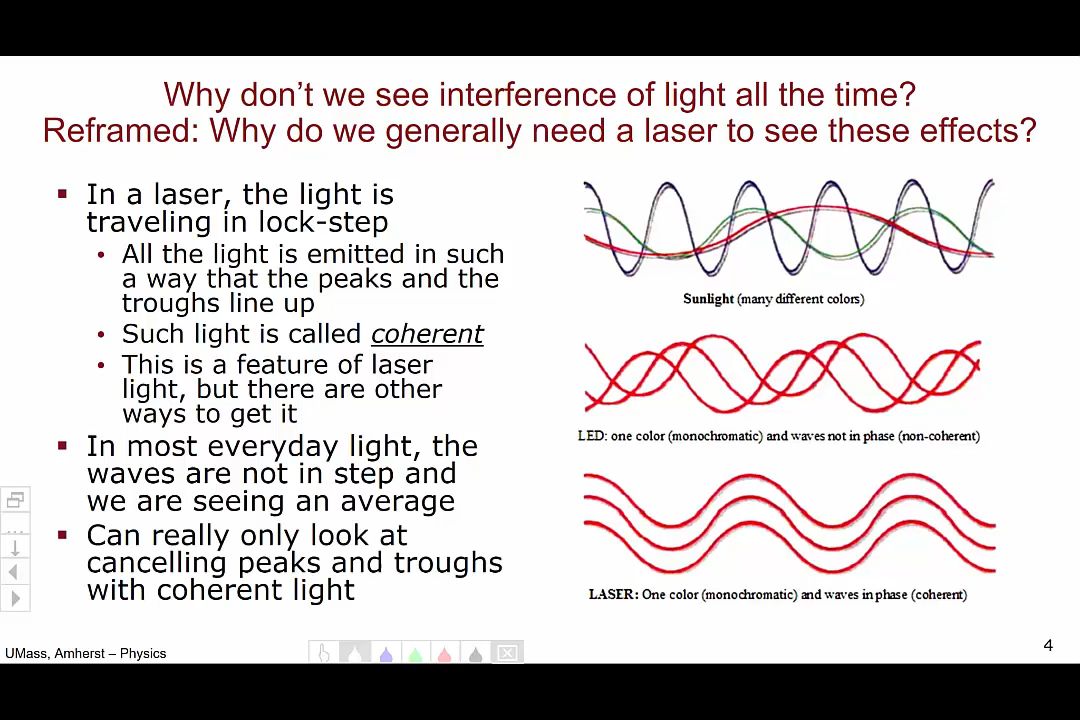 Why don't we see interference of light all the time?
Reframed: Why do we generally need a laser to see these effects?
▪ In a laser, the light is
traveling in lock-step
• All the light is emitted in such
a way that the peaks and the
troughs line up
• Such light is called coherent
• This is a feature of laser
light, but there are other
ways to get it
▪ In most everyday light, the
waves are not in step and
we are seeing an average
▪ Can really only look at
cancelling peaks and troughs
with coherent light
Sunlight (many different colors)
LED: one color (monochromatic) and waves not in phase (non-coherent)
LASER: One color (monochromatic) and waves in phase (coherent)
UMass, Amherst – Physics
4